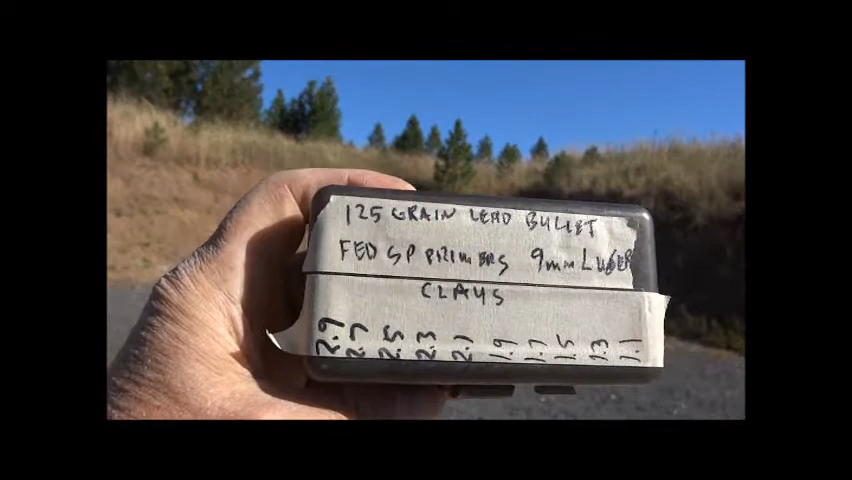 125 GRAIN LEAD BULLET
FED SP PRIMERS 9mm LUGER
CLAYS
2.9 2.7 2.5 2.3 2.1 1.9 1.7 1.5 1.3 1.1